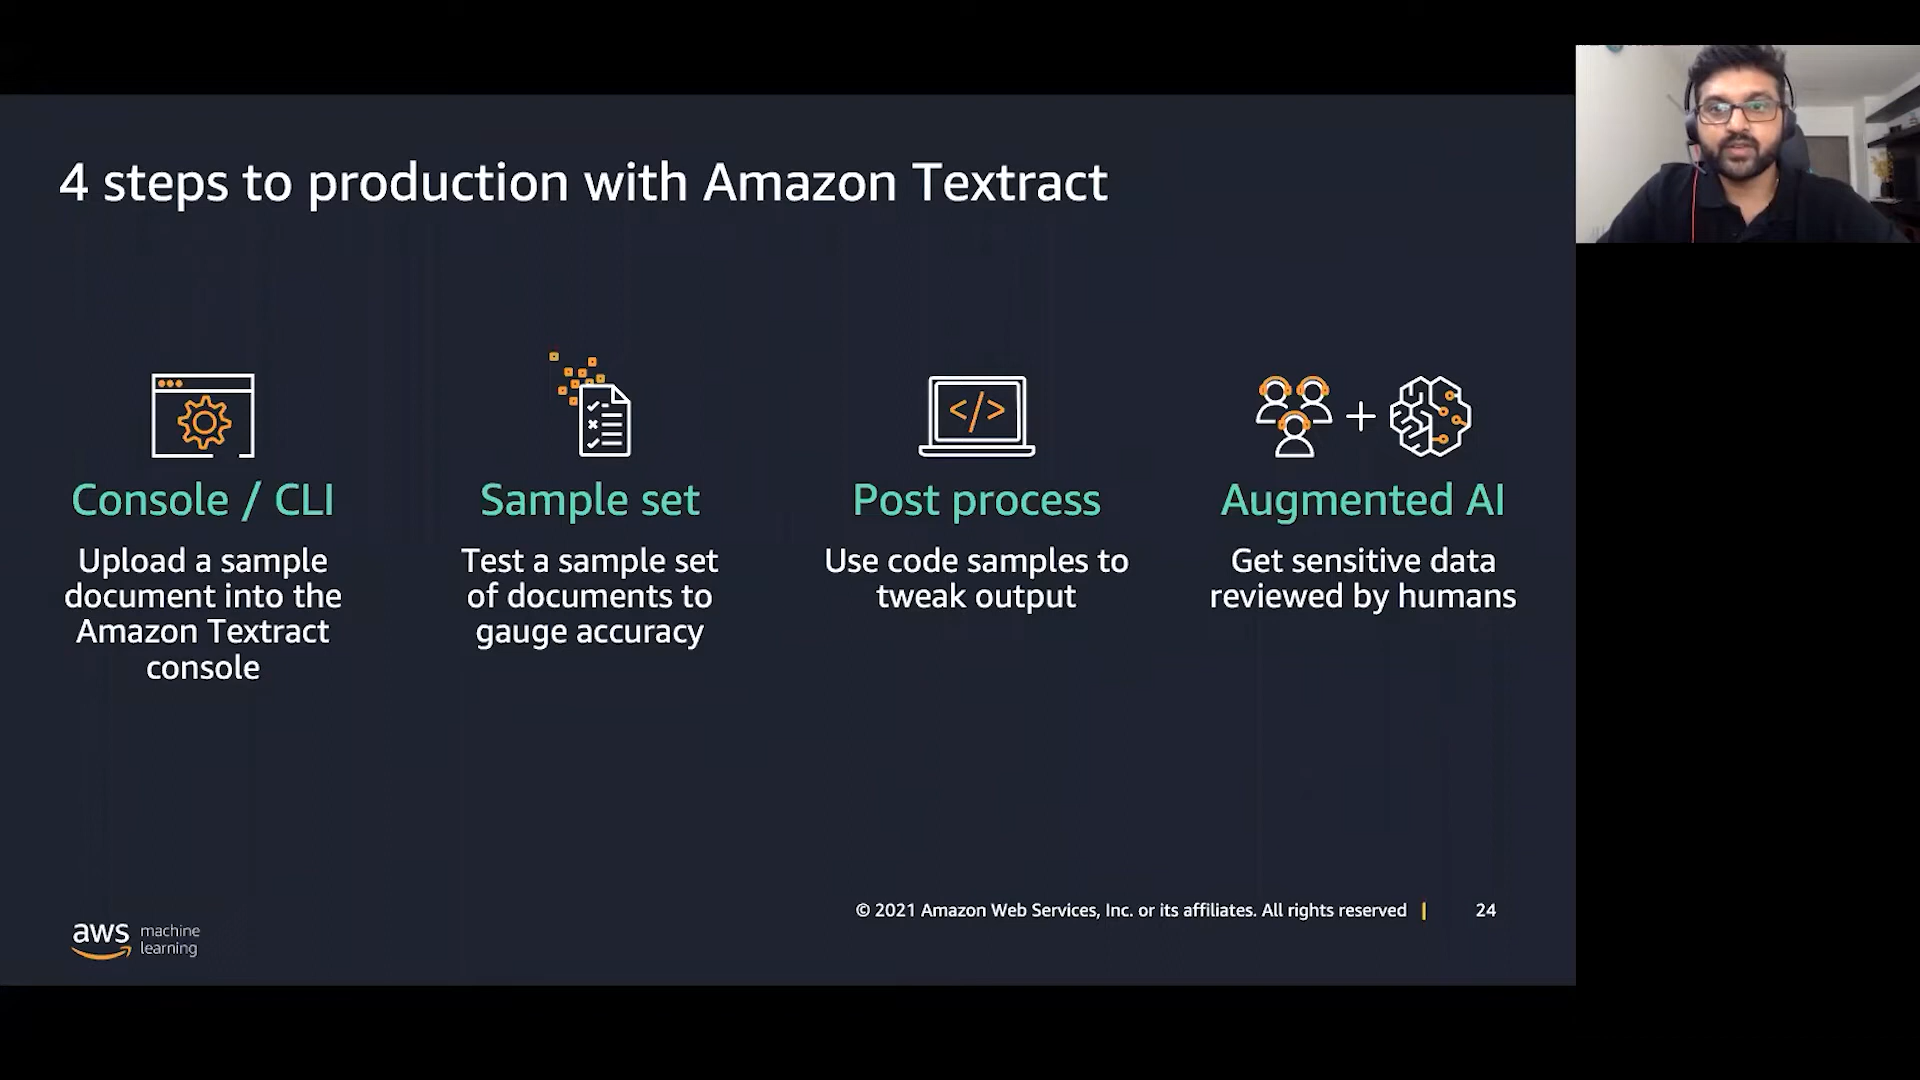 4 steps to production with Amazon Textract
</>
Console / CLI
Upload a sample
document into the
Amazon Textract
console
Sample set
Test a sample set
of documents to
gauge accuracy
Post process
Use code samples to
tweak output
Augmented AI
Get sensitive data
reviewed by humans
© 2021 Amazon Web Services, Inc. or its affiliates. All rights reserved | 24
aws machine
learning